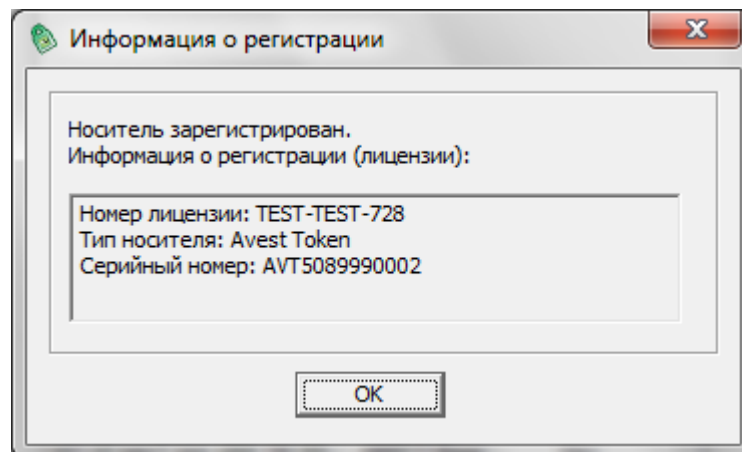 Информация о регистрации
Носитель зарегистрирован.
Информация о регистрации (лицензии):
Номер лицензии: TEST-TEST-728
Тип носителя: Avest Token
Серийный номер: AVT5089990002
OK